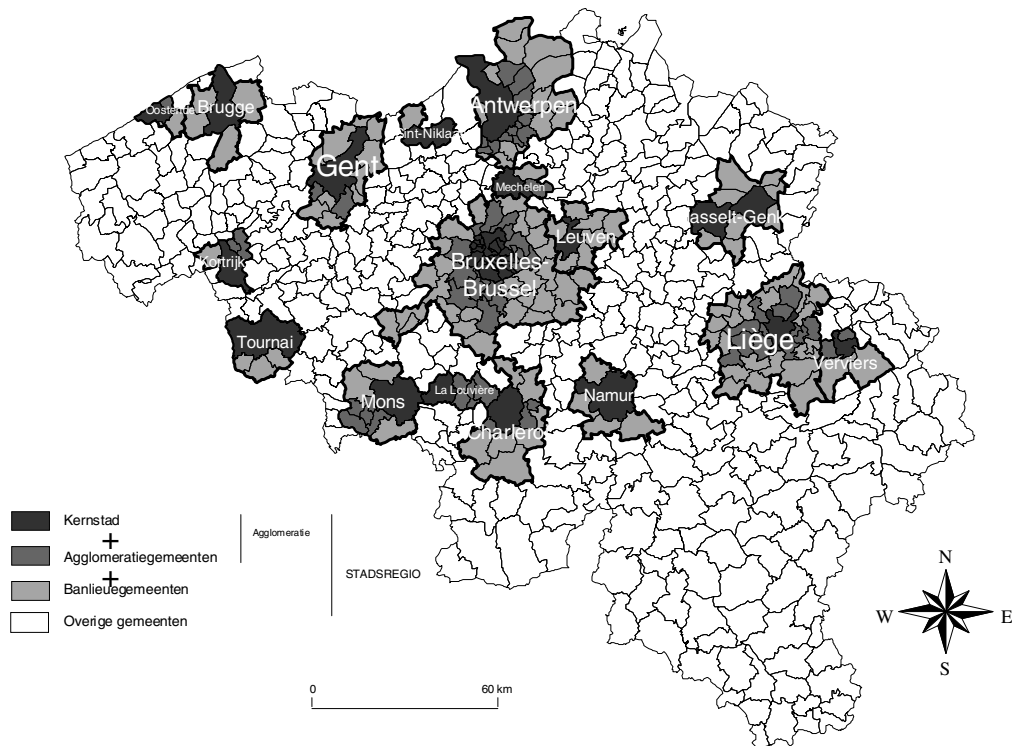 Antwerpen
Oostende
Brugge
Sint-Niklaas
Gent
Mechelen
Hasselt-Genk
Leuven
Kortrijk
Bruxelles-
Brussel
Tournai
Liège
Verviers
La Louvière
Mons
Namur
Charleroi
Kernstad
+
Agglomeratie
Agglomeratiegemeenten
+
STADSREGIO
Banlieuegemeenten
Overige gemeenten
N
W
E
S
0
60 km